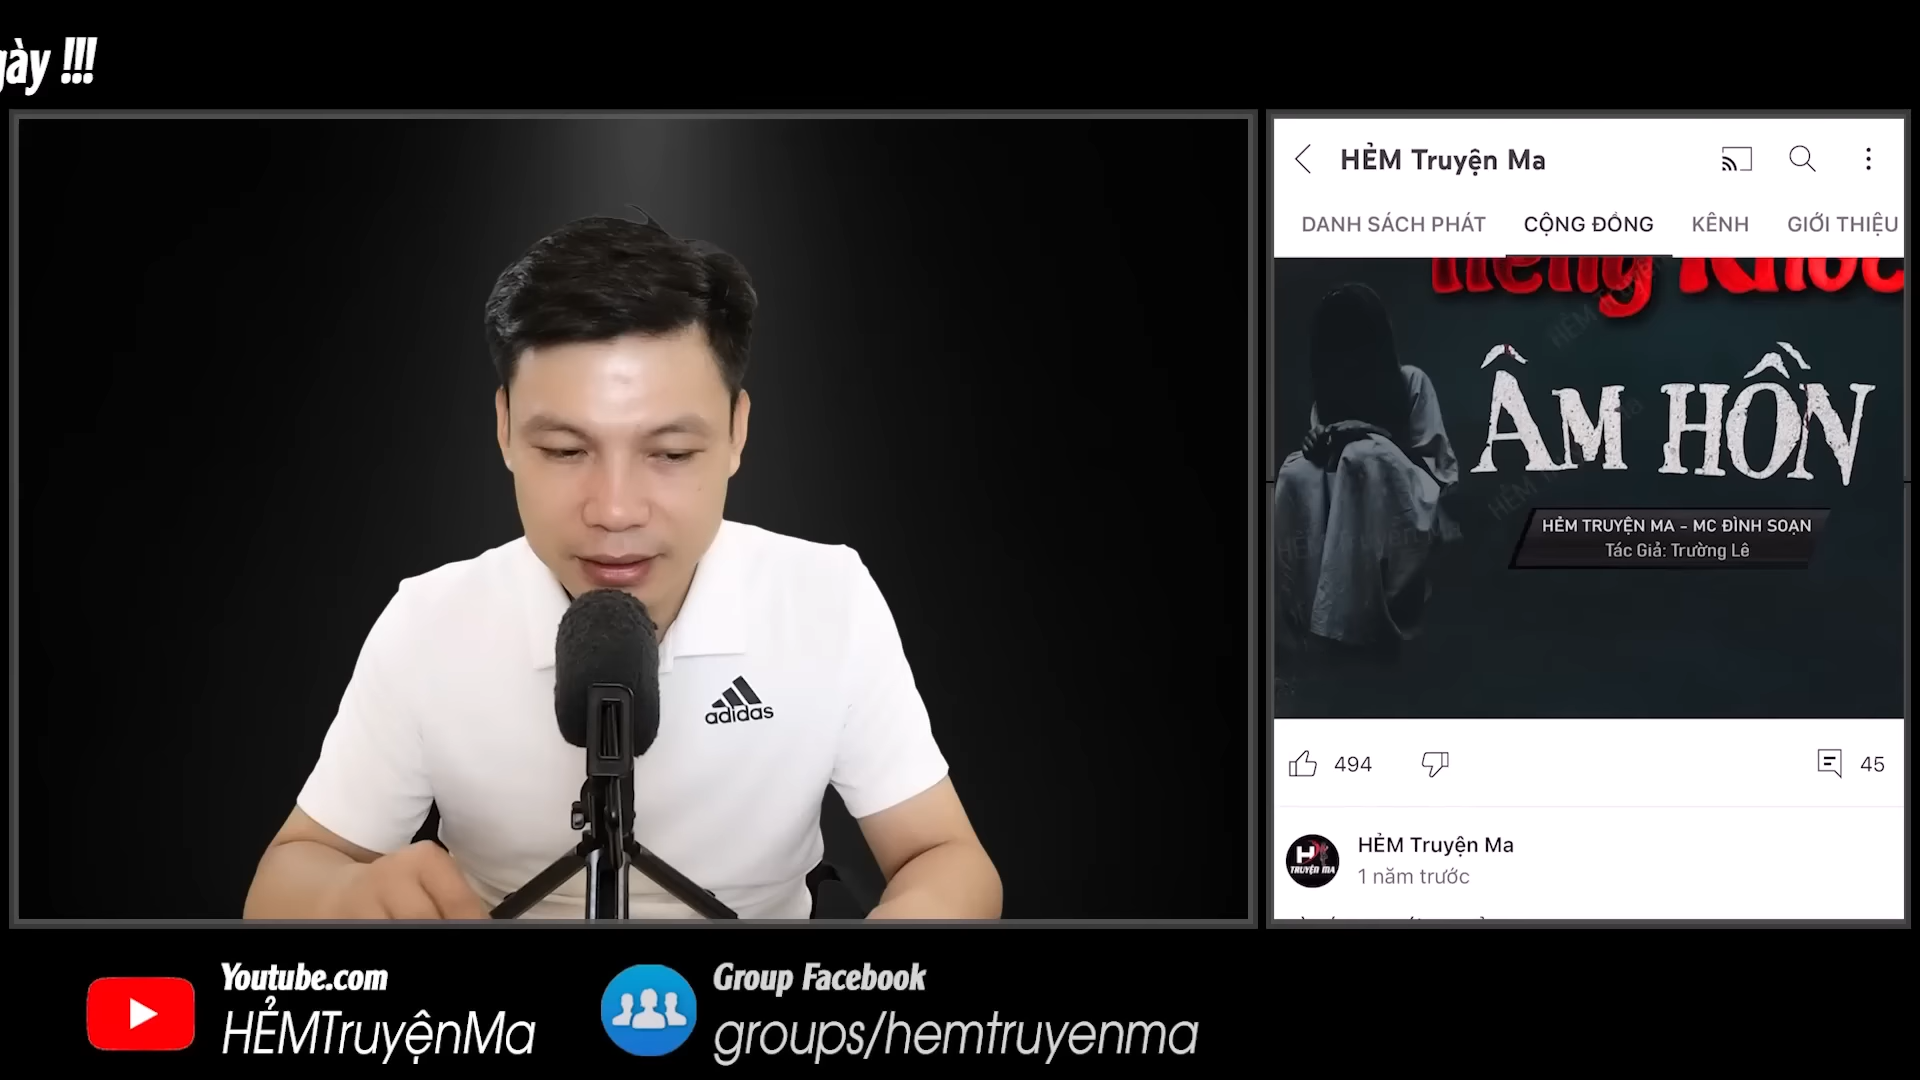 !!!
HẺM Truyện Ma
DANH SÁCH PHÁT CỘNG ĐỒNG KÊNH GIỚI THIỆU
ÂM HỒN
HẺM TRUYỆN MA - MC ĐÌNH SOẠN
Tác Giả: Trường Lê
adidas
494 45
H
TRUYỆN MA
HẺM Truyện Ma
1 năm trước
Youtube.com
HẺMTruyệnMa
Group Facebook
groups/hemtruyenma